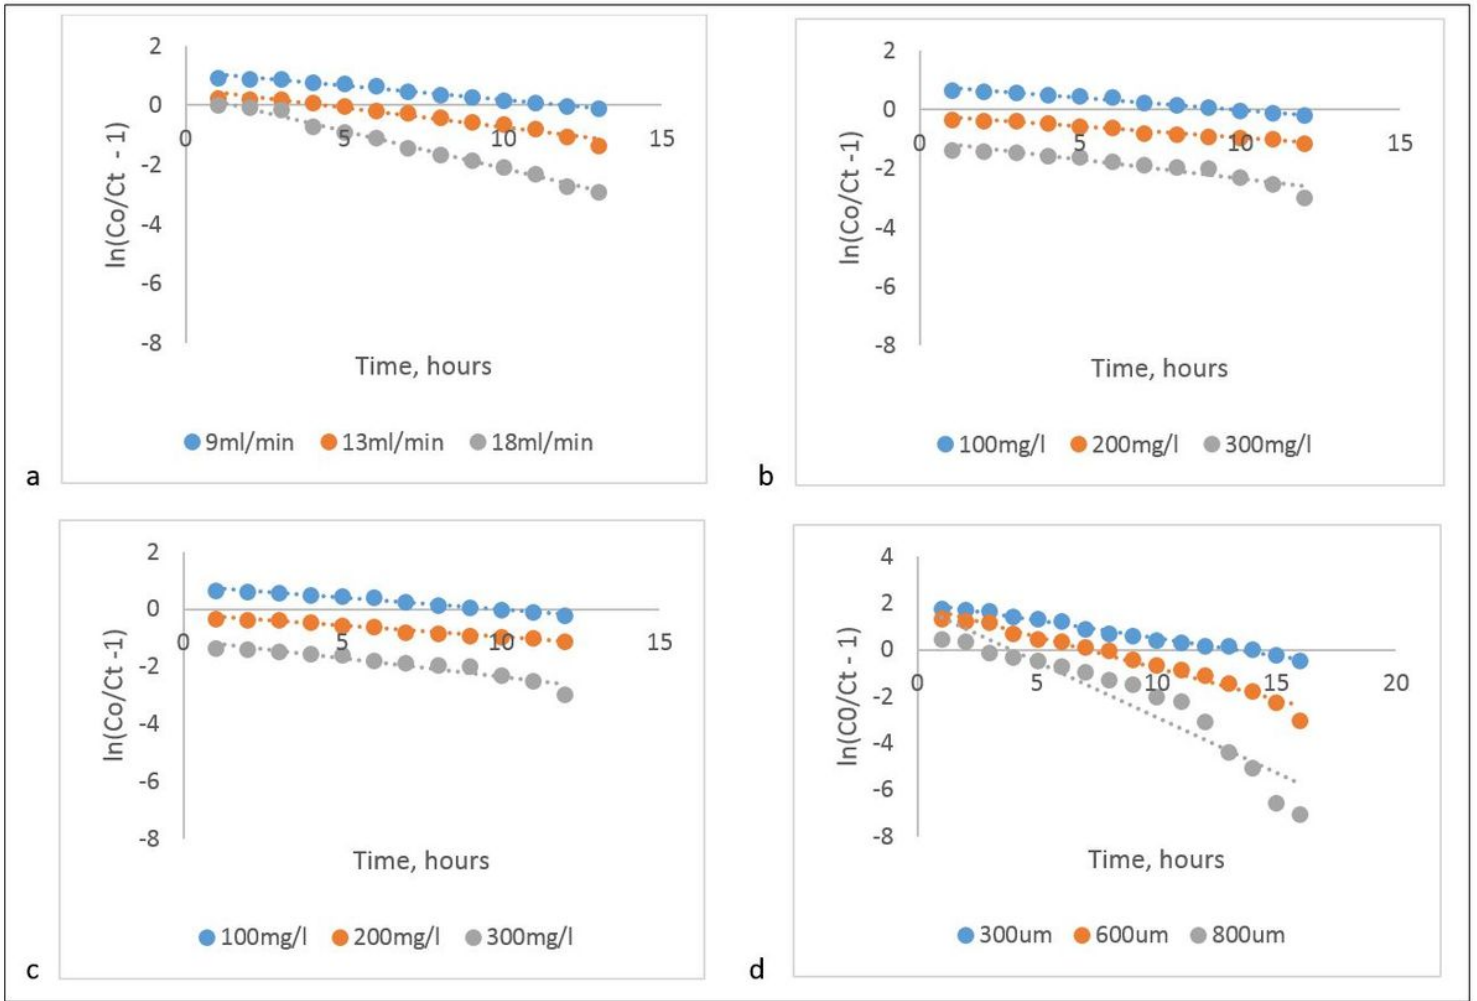 2
0
-2
-4
-6
-8
0 5 10 15
ln(Co/Ct - 1)
Time, hours
9ml/min 13ml/min 18ml/min
a
2
0
-2
-4
-6
-8
0 5 10 15
ln(Co/Ct -1)
Time, hours
100mg/l 200mg/l 300mg/l
b
2
0
-2
-4
-6
-8
0 5 10 15
ln(Co/Ct -1)
Time, hours
100mg/l 200mg/l 300mg/l
c
4
2
0
-2
-4
-6
-8
0 5 10 15 20
ln(C0/Ct - 1)
Time, hours
300um 600um 800um
d